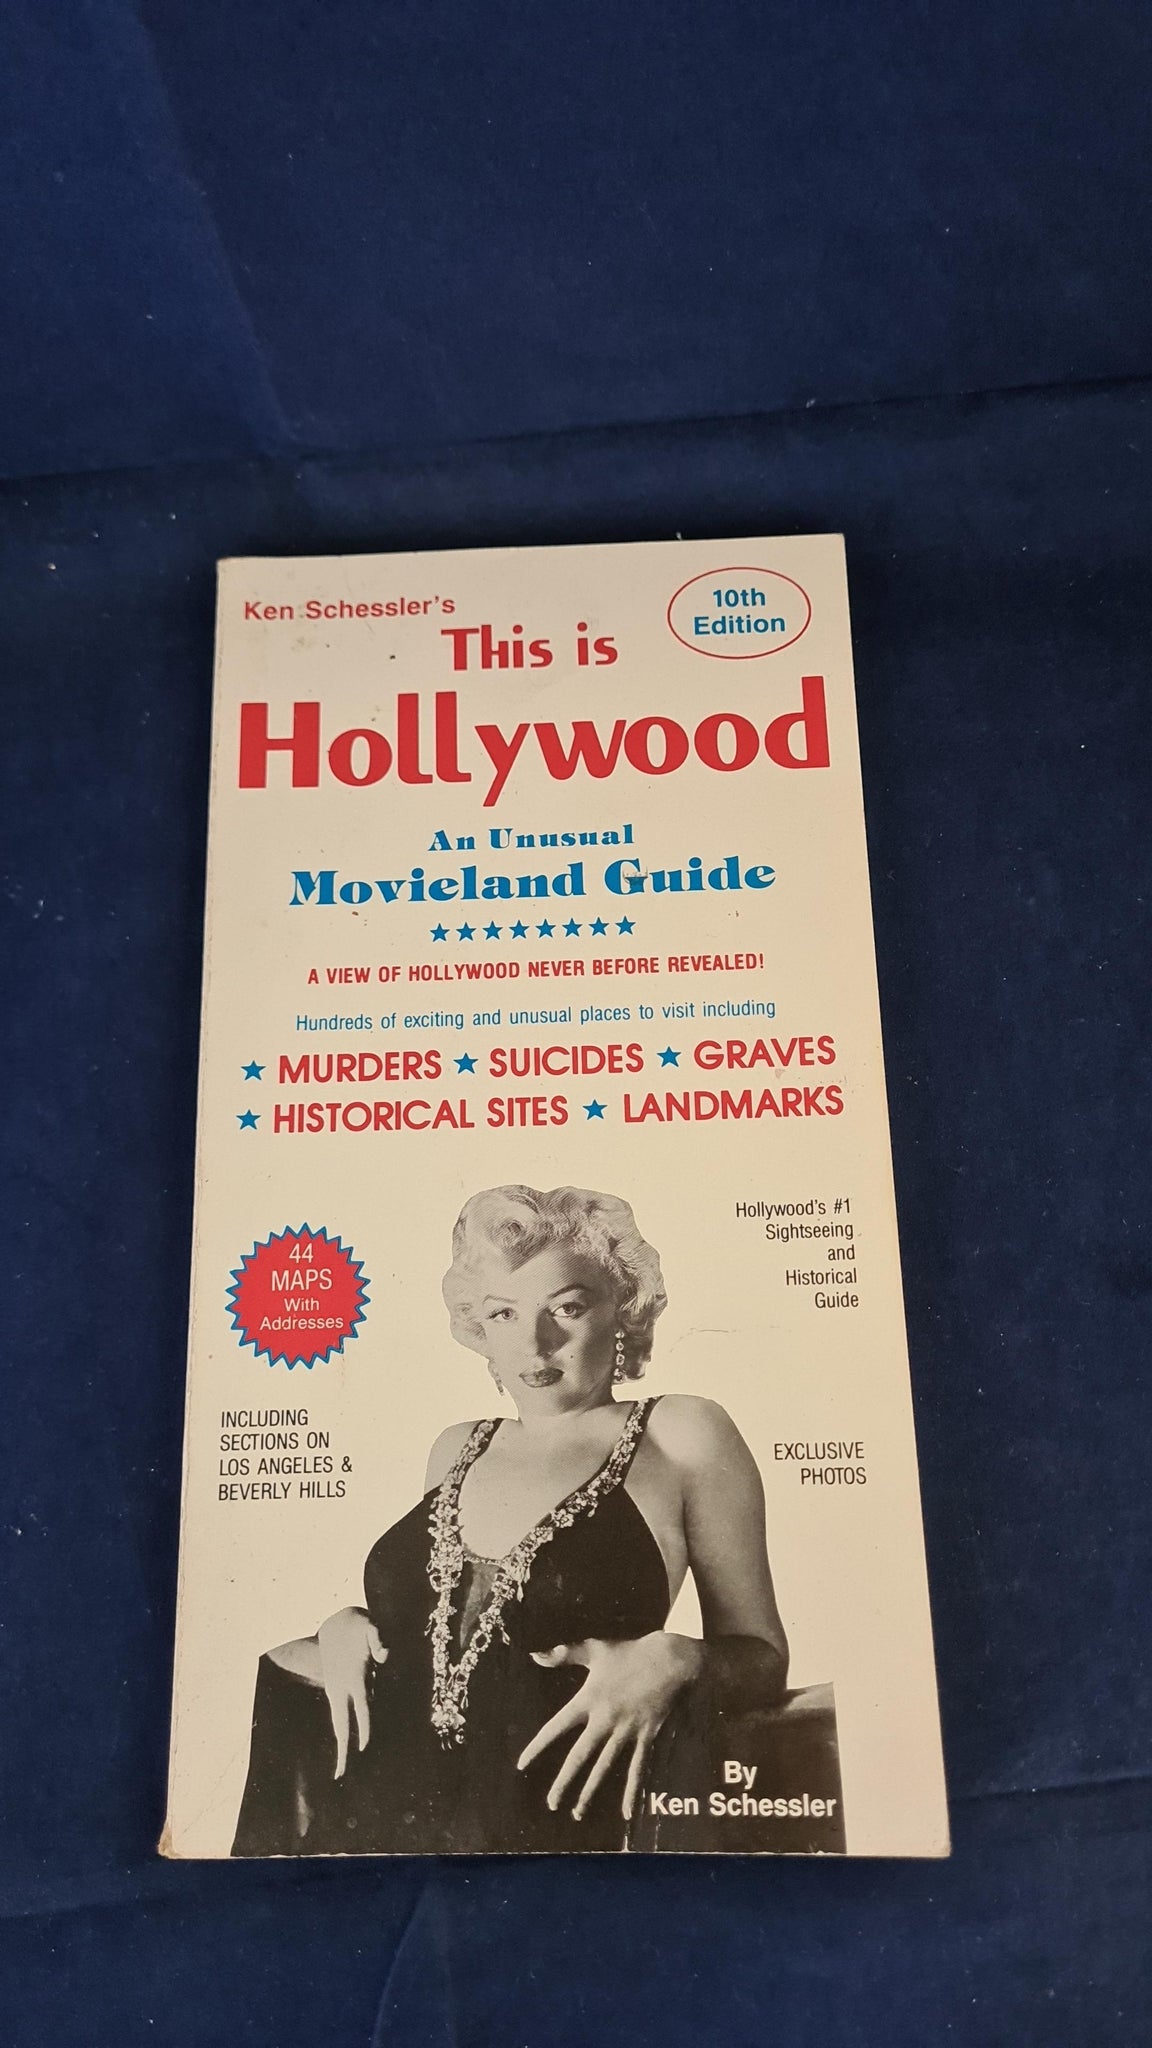 Ken Schessler's
10th
Edition
This is
Hollywood
An Unusual
Movieland Guide
A VIEW OF HOLLYWOOD NEVER BEFORE REVEALED!
Hundreds of exciting and unusual places to visit including
★ MURDERS ★ SUICIDES ★ GRAVES
★ HISTORICAL SITES ★ LANDMARKS
Hollywood's #1
Sightseeing
and
Historical
Guide
44
MAPS
With
Addresses
INCLUDING
SECTIONS ON
LOS ANGELES &
BEVERLY HILLS
EXCLUSIVE
PHOTOS
By
Ken Schessler